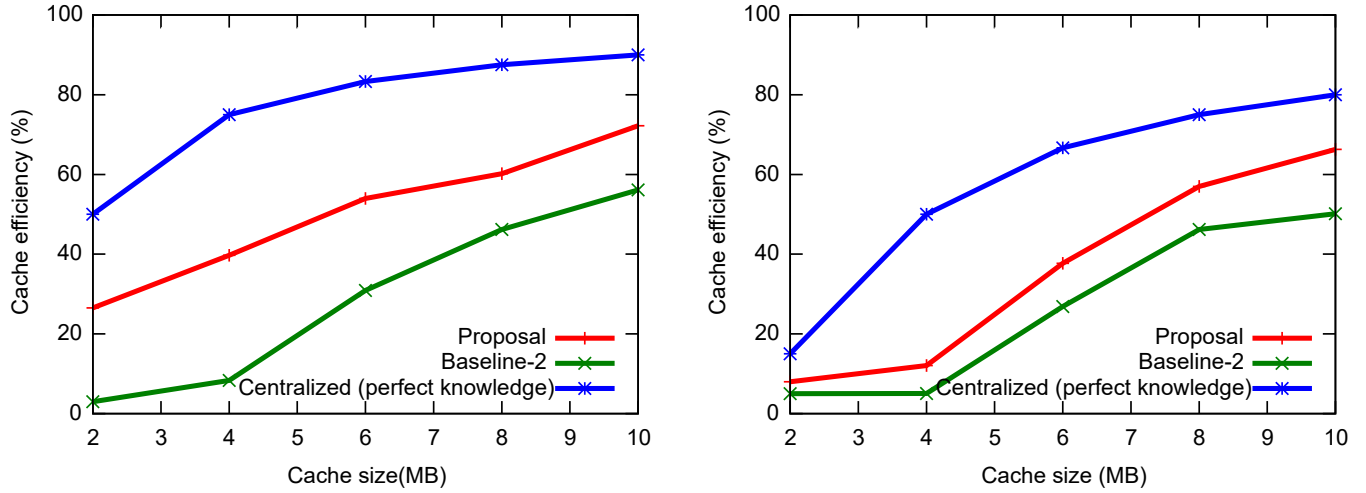 100
80
60
40
20
0
2 3 4 5 6 7 8 9 10
Cache efficiency (%)
Cache size(MB)
Proposal
Baseline-2
Centralized (perfect knowledge)
100
80
60
40
20
0
2 3 4 5 6 7 8 9 10
Cache efficiency (%)
Cache size (MB)
Proposal
Baseline-2
Centralized (perfect knowledge)